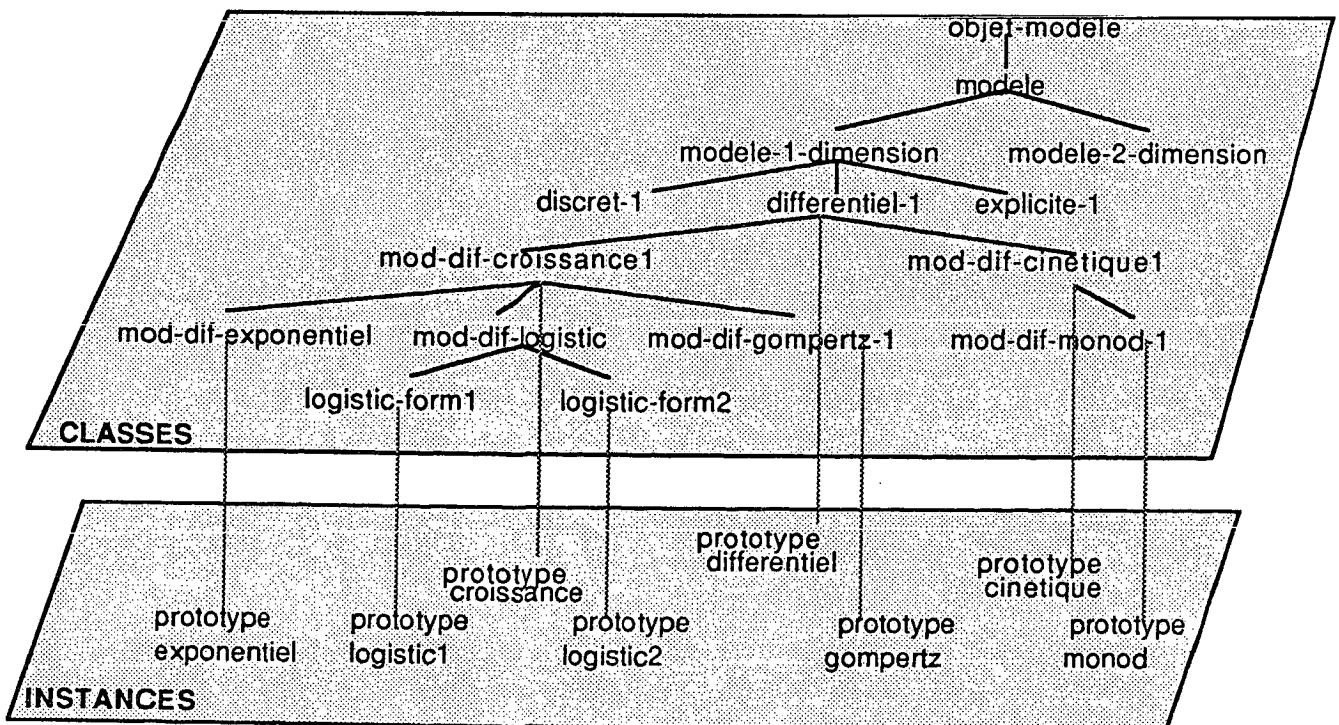 objet-modele
modele
modele-1-dimension modele-2-dimension
discret-1 differentiel-1 explicite-1
mod-dif-croissance1 mod-dif-cinetique1
mod-dif-exponentiel mod-dif-logistic mod-dif-gompertz-1 mod-dif-monod-1
logistic-form1 logistic-form2
CLASSES
prototype
differentiel
prototype
croissance
prototype
cinetique
prototype
exponentiel
prototype
logistic1
prototype
logistic2
prototype
gompertz
prototype
monod
INSTANCES